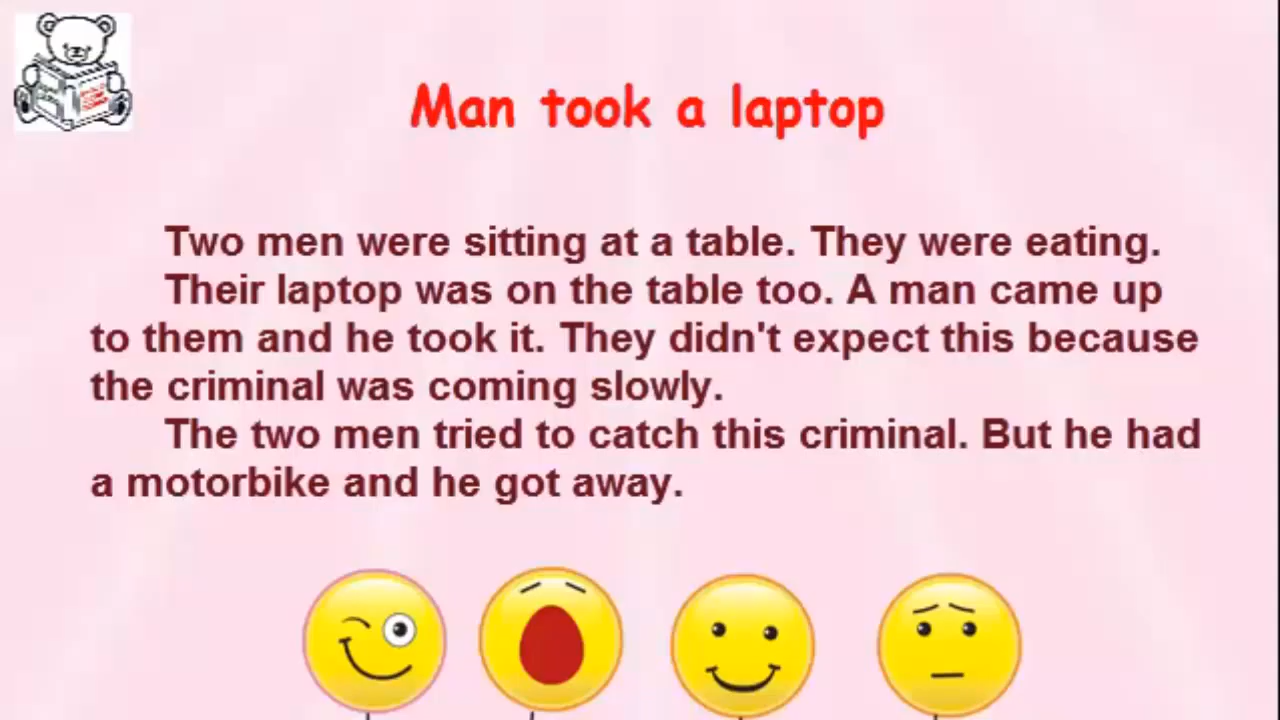 Man took a laptop
Two men were sitting at a table. They were eating.
Their laptop was on the table too. A man came up
to them and he took it. They didn't expect this because
the criminal was coming slowly.
The two men tried to catch this criminal. But he had
a motorbike and he got away.